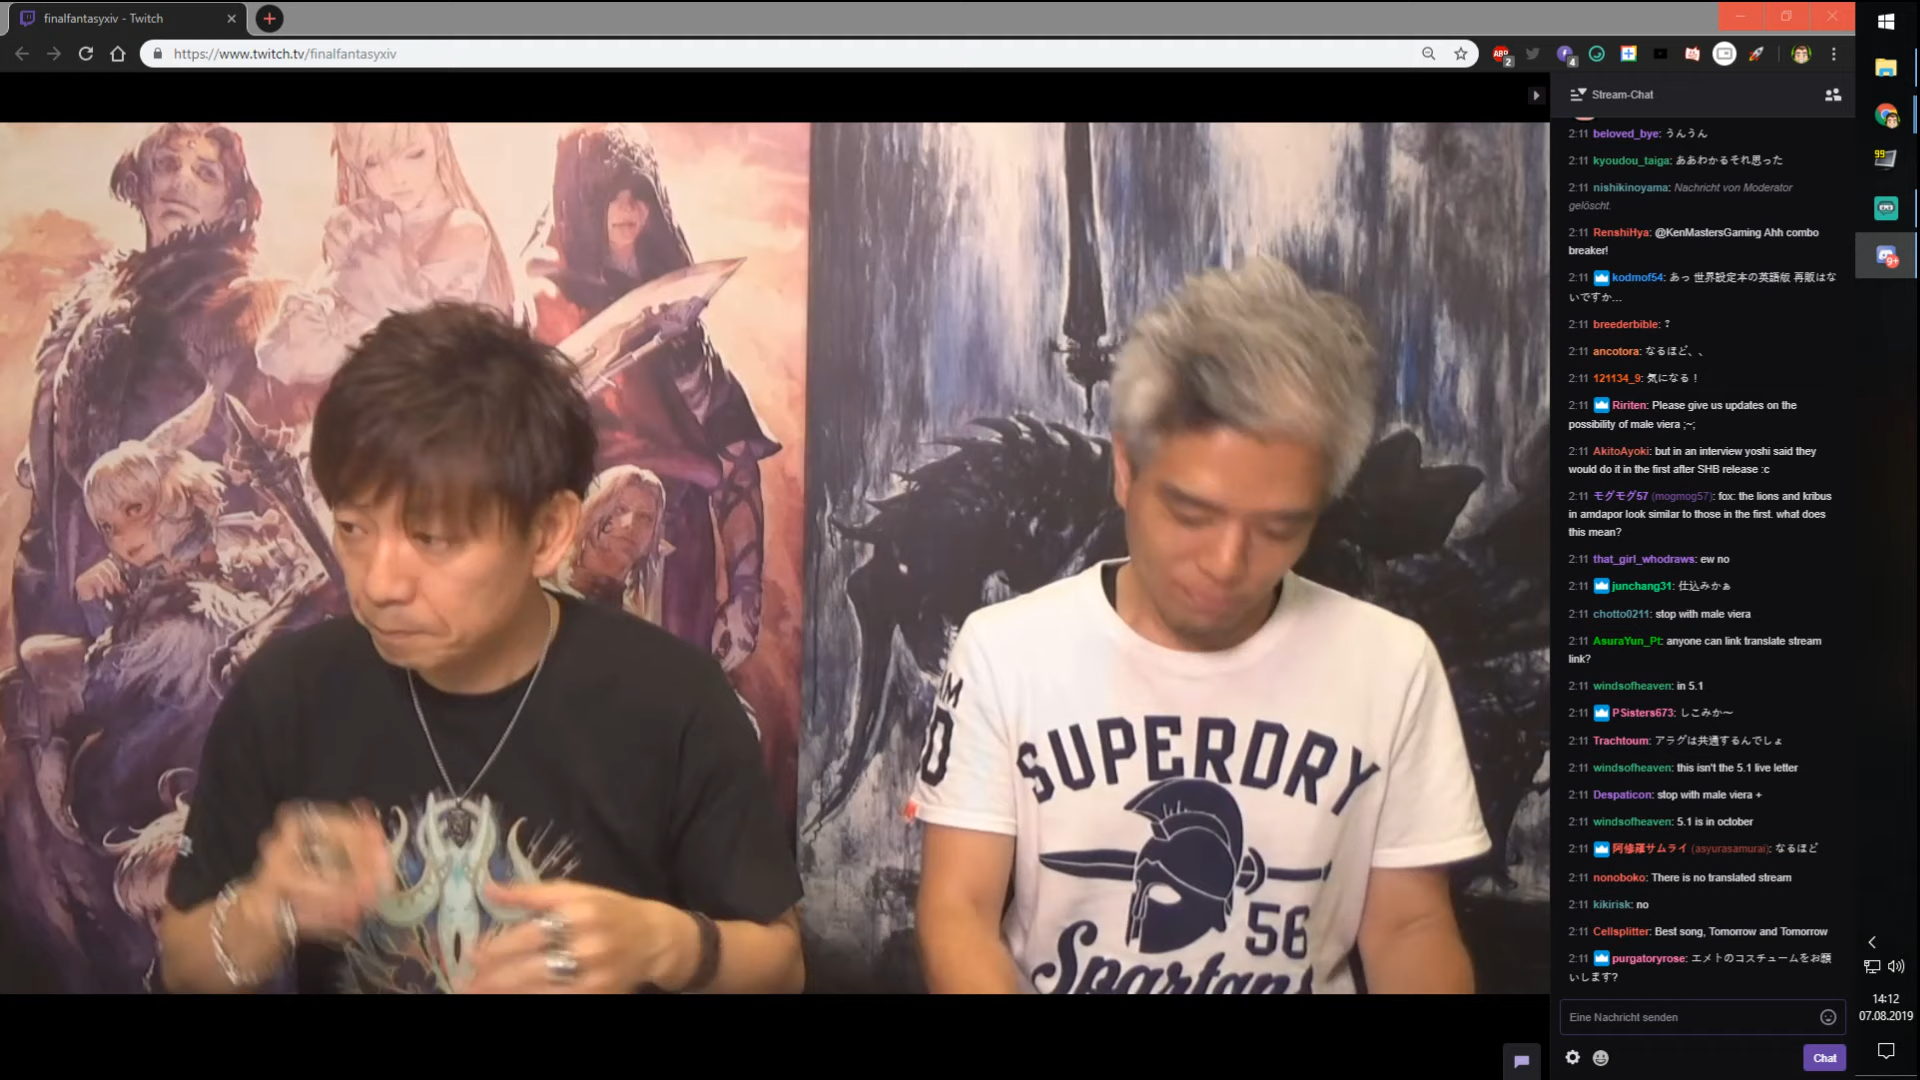 finalfantasyxiv - Twitch
https://www.twitch.tv/finalfantasyxiv
ABP
2
4
Stream-Chat
2:11 beloved_bye: うんうん
2:11 kyoudou_taiga: ああわかるそれ思った
2:11 nishikinoyama: Nachricht von Moderator
gelöscht.
2:11 RenshiHya: @KenMastersGaming Ahh combo
breaker!
2:11 kodmof54: あっ 世界設定本の英語版 再販はな
いですか...
2:11 breederbible: ?
2:11 ancotora: なるほど、、
2:11 121134_9: 気になる！
2:11 Ririten: Please give us updates on the
possibility of male viera ;~;
2:11 AkitoAyoki: but in an interview yoshi said they
would do it in the first after SHB release :c
2:11 モグモグ57 (mogmog57): fox: the lions and kribus
in amdapor look similar to those in the first. what does
this mean?
2:11 that_girl_whodraws: ew no
2:11 junchang31: 仕込みかぁ
2:11 chotto0211: stop with male viera
2:11 AsuraYun_Pt: anyone can link translate stream
link?
2:11 windsofheaven: in 5.1
2:11 PSisters673: しこみか～
2:11 Trachtoum: アラグは共通するんでしょ
2:11 windsofheaven: this isn't the 5.1 live letter
2:11 Despaticon: stop with male viera +
2:11 windsofheaven: 5.1 is in october
2:11 阿修羅サムライ (asyurasamurai): なるほど
2:11 nonoboko: There is no translated stream
2:11 kikirisk: no
2:11 Cellsplitter: Best song, Tomorrow and Tomorrow
2:11 purgatoryrose: エメトのコスチュームをお願
いします?
Eine Nachricht senden
Chat
SUPERDRY
56
Spartans
99
9+
14:12
07.08.2019